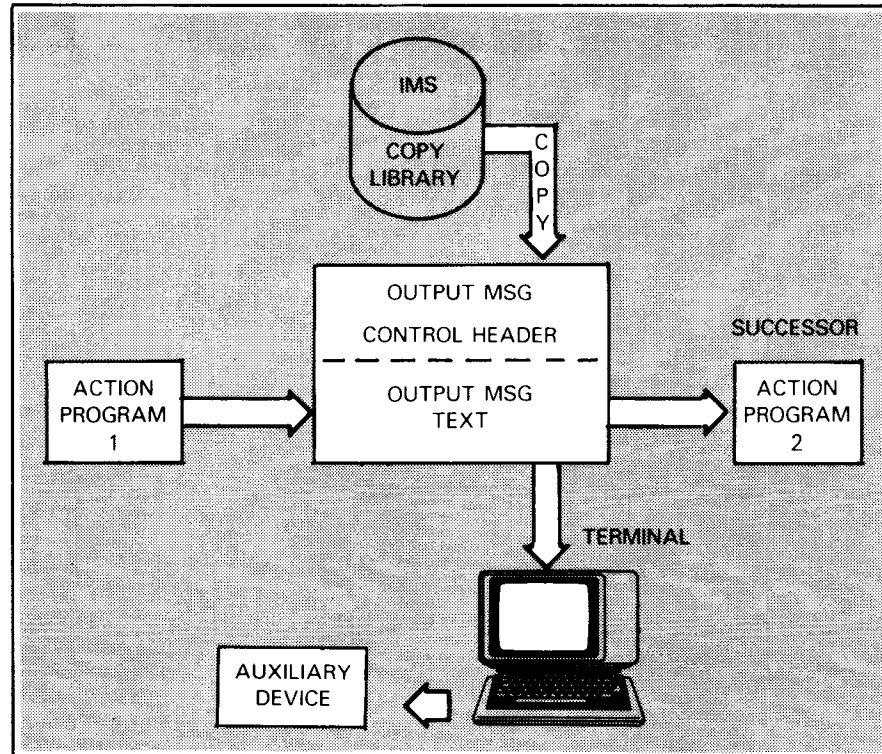 IMS
COPY
LIBRARY
COPY
OUTPUT MSG
CONTROL HEADER
OUTPUT MSG
TEXT
SUCCESSOR
ACTION
PROGRAM
1
ACTION
PROGRAM
2
TERMINAL
AUXILIARY
DEVICE